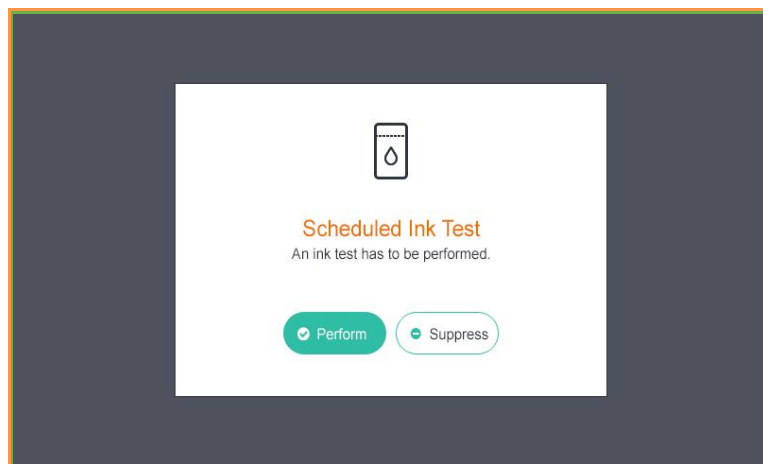 Scheduled Ink Test
An ink test has to be performed.
Perform
Suppress